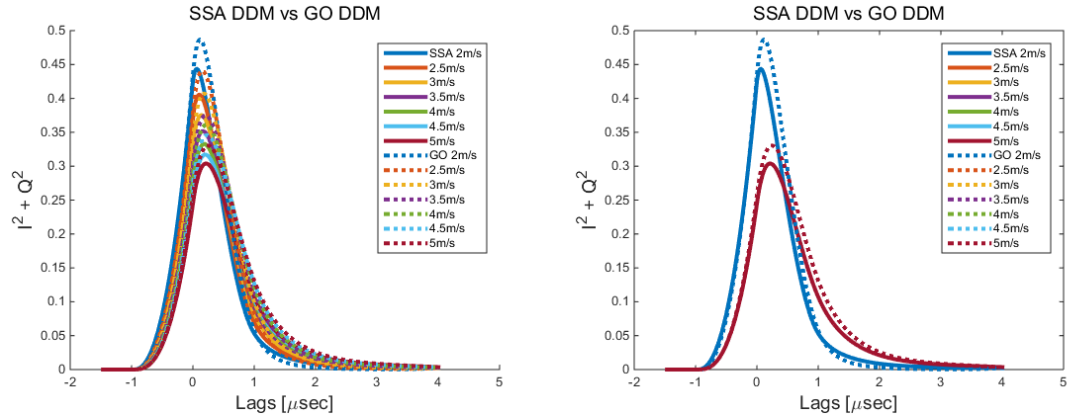 SSA DDM vs GO DDM
0.5
0.45
0.4
0.35
0.3
0.25
0.2
0.15
0.1
0.05
0
I² + Q²
-2
-1
0
1
2
3
4
5
Lags [μsec]
SSA 2m/s
2.5m/s
3m/s
3.5m/s
4m/s
4.5m/s
5m/s
GO 2m/s
2.5m/s
3m/s
3.5m/s
4m/s
4.5m/s
5m/s
SSA DDM vs GO DDM
0.5
0.45
0.4
0.35
0.3
0.25
0.2
0.15
0.1
0.05
0
I² + Q²
-2
-1
0
1
2
3
4
5
Lags [μsec]
SSA 2m/s
2.5m/s
3m/s
3.5m/s
4m/s
4.5m/s
5m/s
GO 2m/s
2.5m/s
3m/s
3.5m/s
4m/s
4.5m/s
5m/s